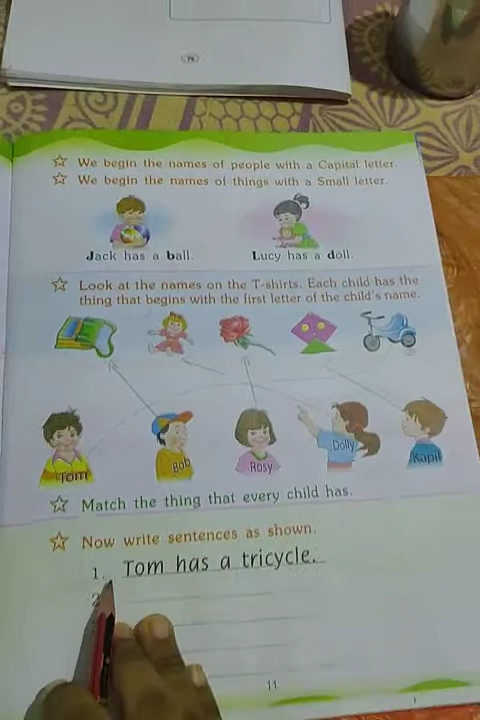 ☆ We begin the names of people with a Capital letter.
☆ We begin the names of things with a Small letter.
Jack has a ball. Lucy has a doll.
☆ Look at the names on the T-shirts. Each child has the
thing that begins with the first letter of the child's name.
Tom Bob Rosy Dolly Kapil
☆ Match the thing that every child has.
☆ Now write sentences as shown.
1. Tom has a tricycle.
2.
11